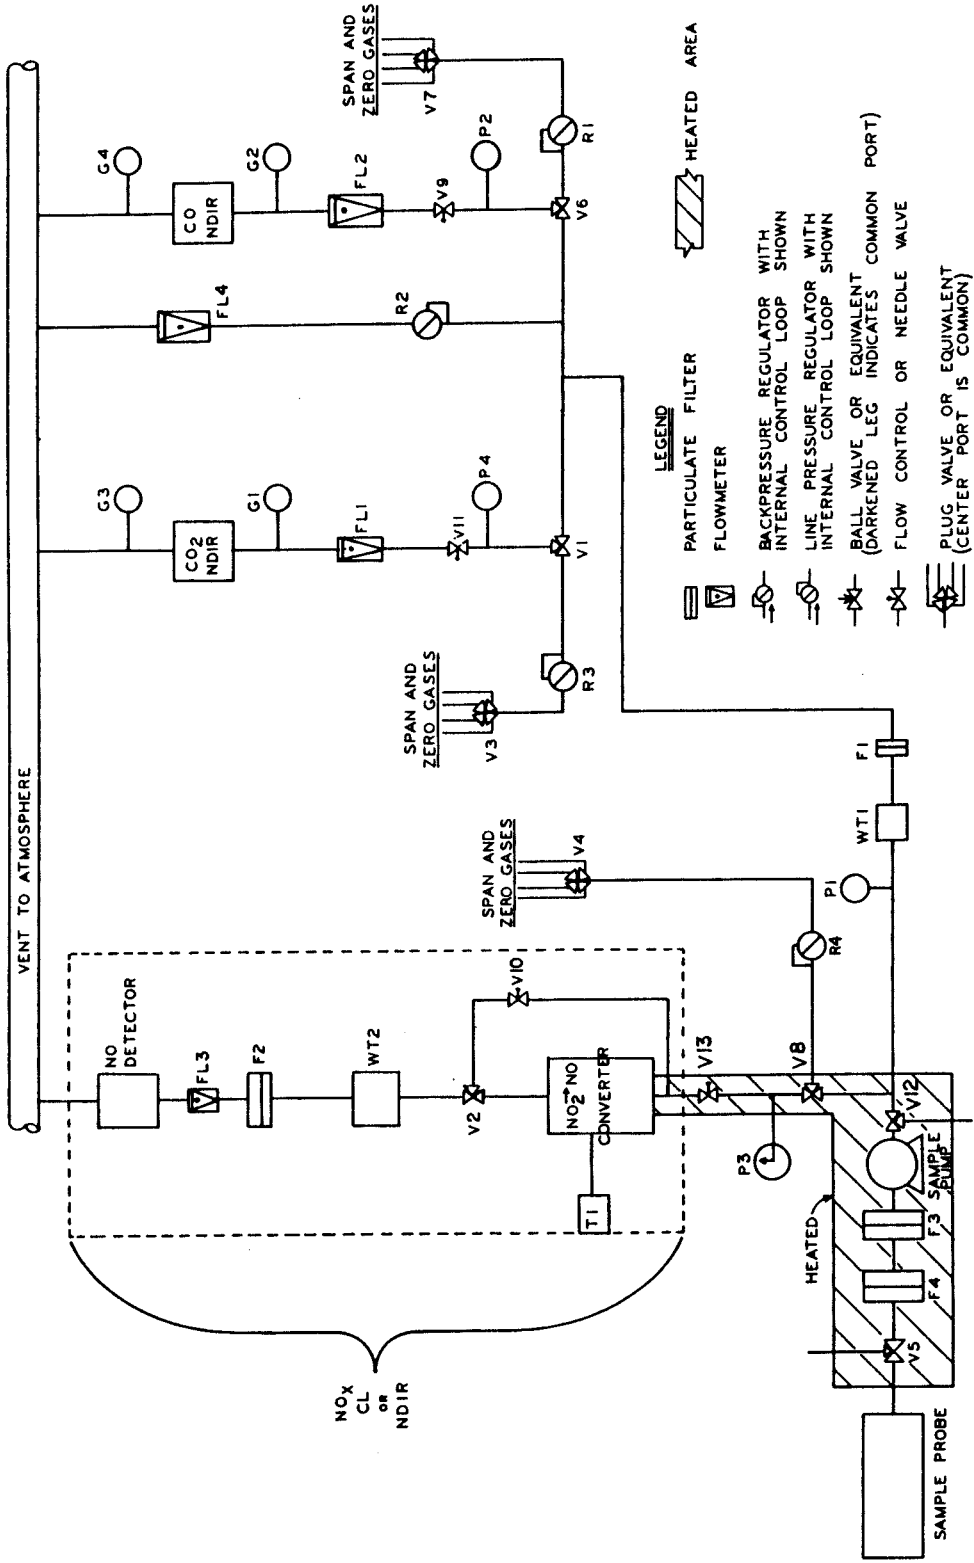 VENT TO ATMOSPHERE
NO
DETECTOR
FL3
F2
WT2
V2
V10
NO2→NO
CONVERTER
T1
NOX
CL
OR
NDIR
V13
P3
V8
R4
V4
SPAN AND
ZERO GASES
HEATED
V12
SAMPLE
PUMP
F3
F4
V5
SAMPLE PROBE
P1
WT1
F1
G3
CO2
NDIR
G1
FL1
V11
P4
V1
R3
V3
SPAN AND
ZERO GASES
FL4
R2
G4
CO
NDIR
G2
FL2
V9
P2
V6
R1
V7
SPAN AND
ZERO GASES
LEGEND
PARTICULATE FILTER
FLOWMETER
BACKPRESSURE REGULATOR WITH
INTERNAL CONTROL LOOP SHOWN
LINE PRESSURE REGULATOR WITH
INTERNAL CONTROL LOOP SHOWN
BALL VALVE OR EQUIVALENT
(DARKENED LEG INDICATES COMMON PORT)
FLOW CONTROL OR NEEDLE VALVE
PLUG VALVE OR EQUIVALENT
(CENTER PORT IS COMMON)
HEATED AREA